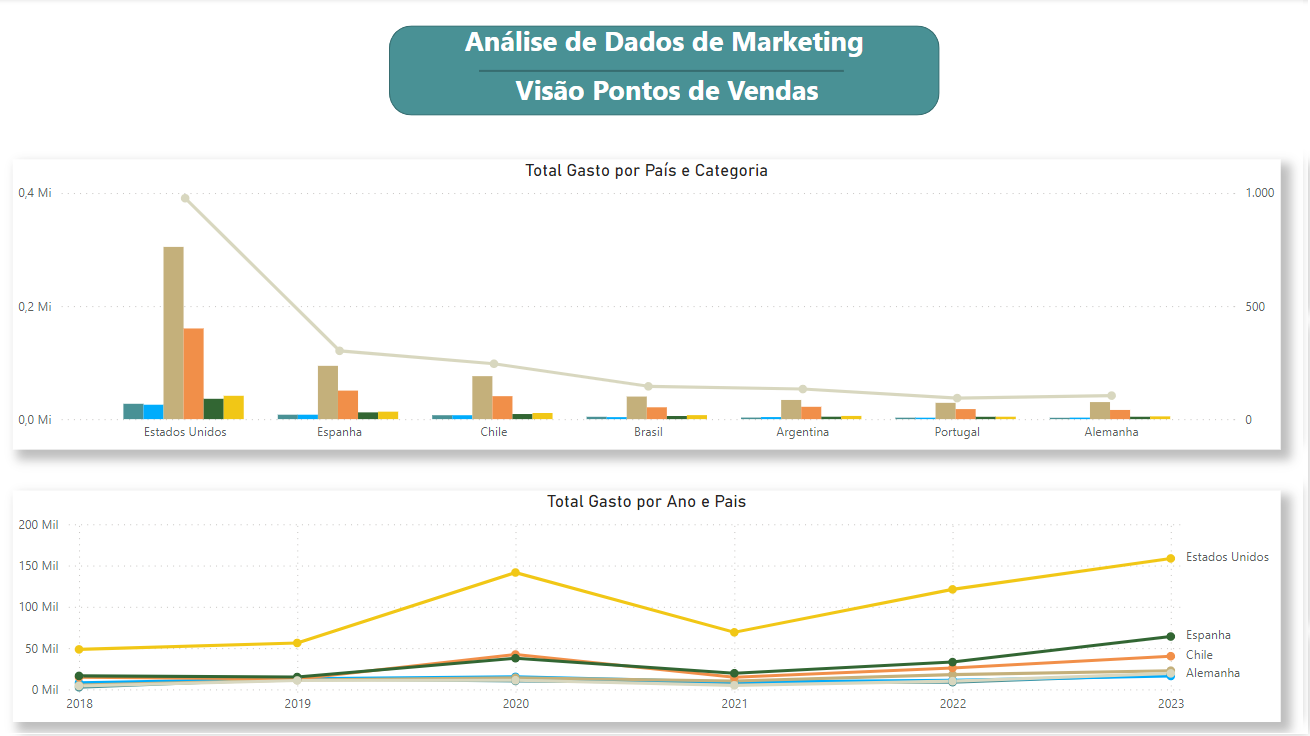 Análise de Dados de Marketing
Visão Pontos de Vendas
Total Gasto por País e Categoria
0,4 Mi
1.000
0,2 Mi
500
0,0 Mi
0
Estados Unidos
Espanha
Chile
Brasil
Argentina
Portugal
Alemanha
Total Gasto por Ano e Pais
200 Mil
150 Mil
Estados Unidos
100 Mil
50 Mil
Espanha
Chile
Alemanha
0 Mil
2018
2019
2020
2021
2022
2023